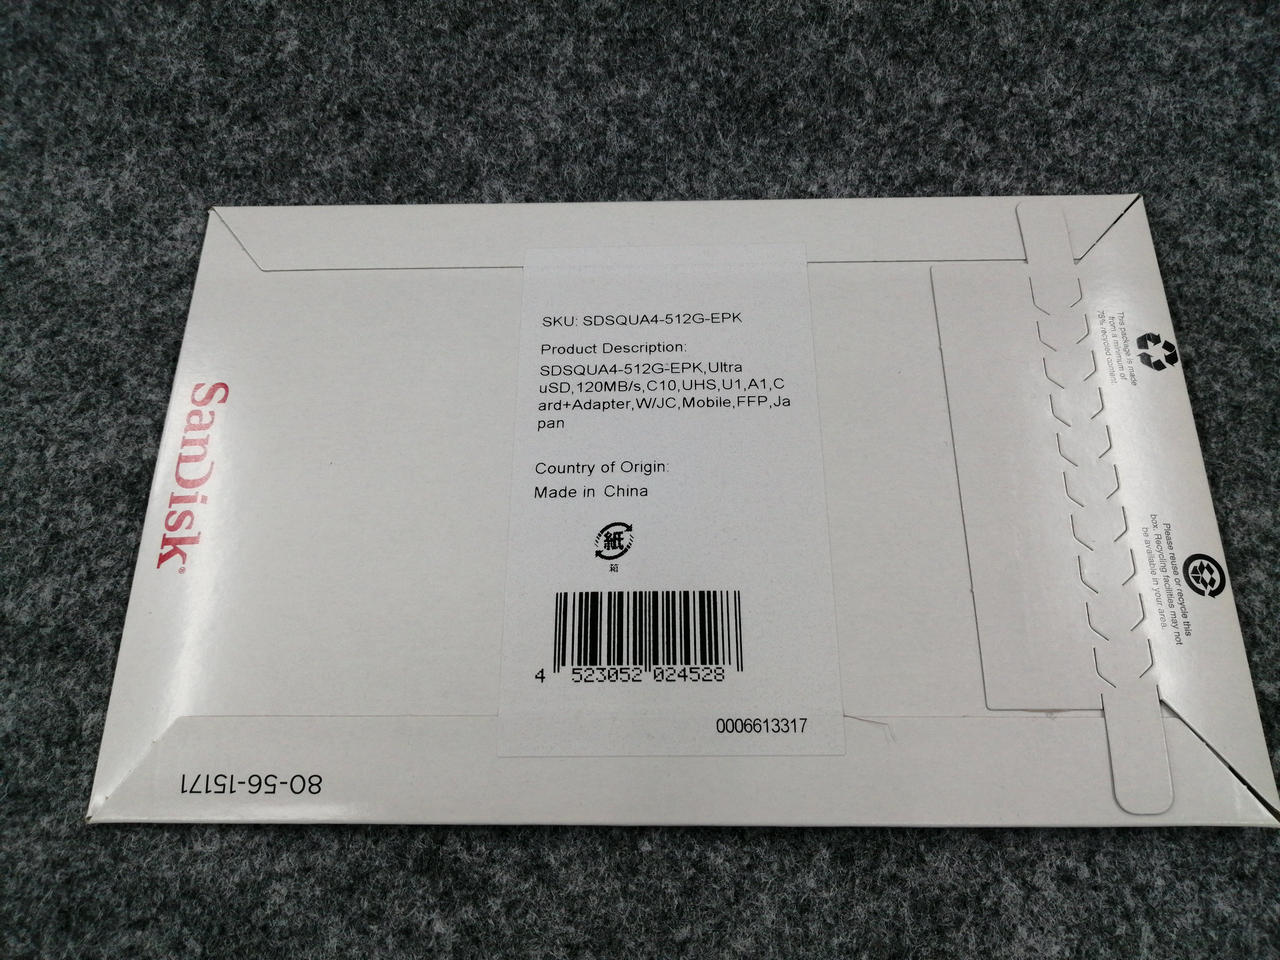 SKU: SDSQUA4-512G-EPK
Product Description:
SDSQUA4-512G-EPK,Ultra
uSD,120MB/s,C10,UHS,U1,A1,C
ard+Adapter,W/JC,Mobile,FFP,Ja
pan
Country of Origin:
Made in China
紙
箱
4 523052 024528
0006613317
SanDisk®
80-56-15171
This package is made
from a minimum of
75% recycled content.
Please reuse or recycle this
box. Recycling facilities may not
be available in your area.